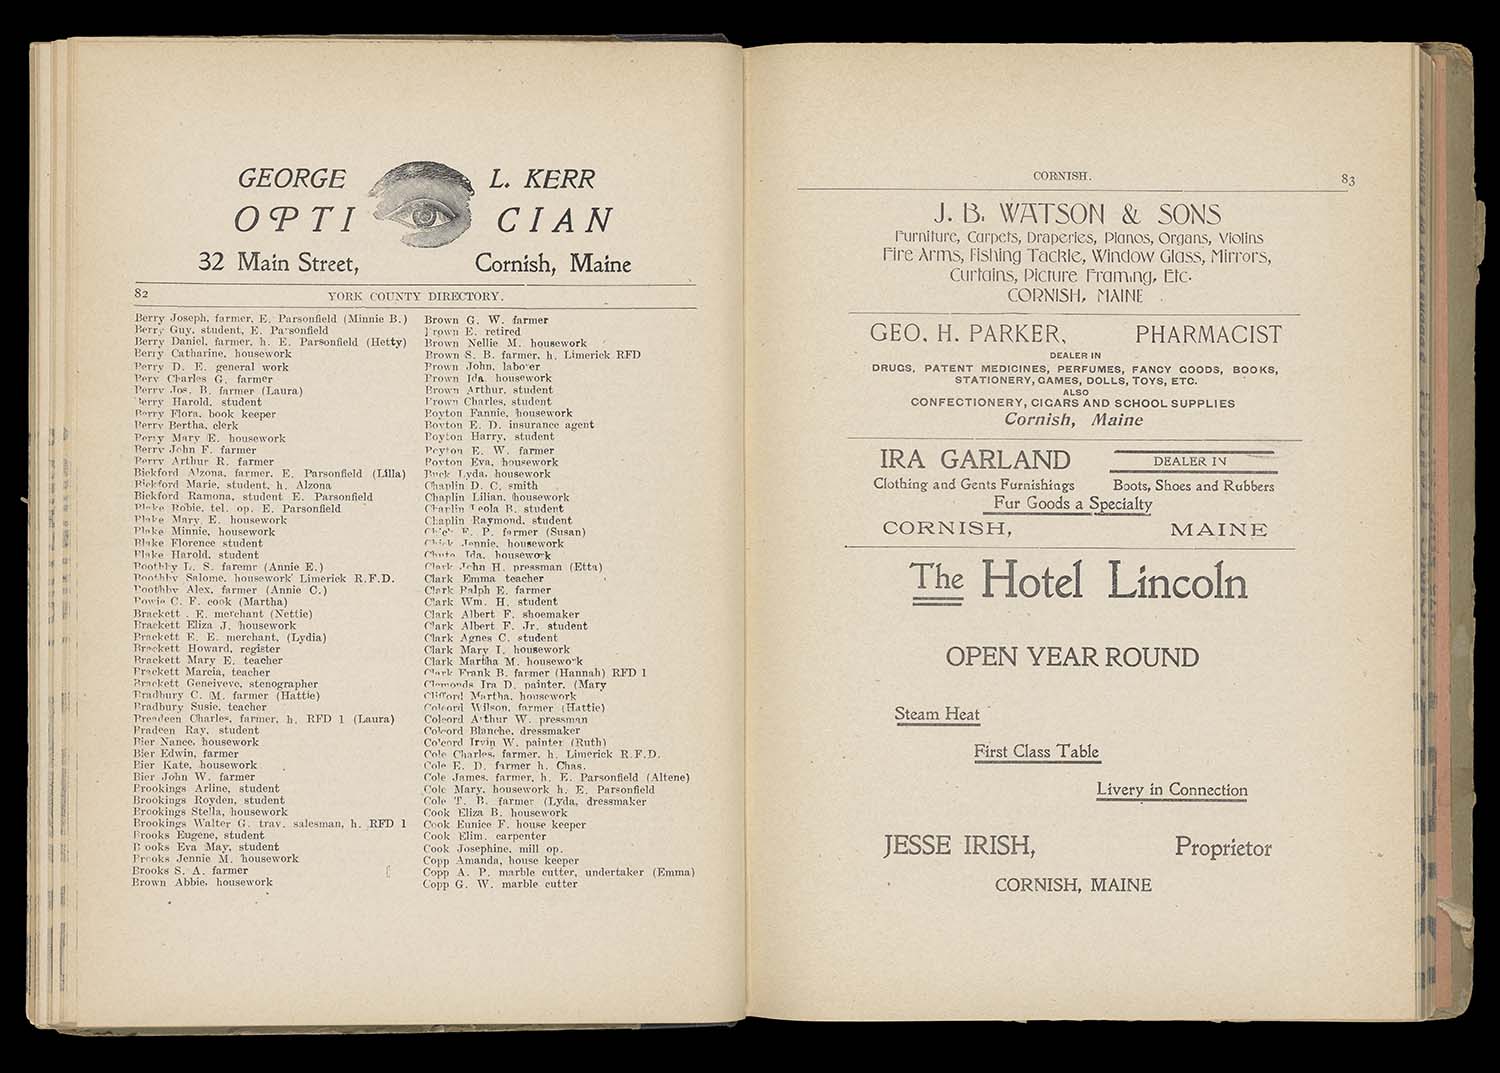 GEORGE L. KERR
OPTICIAN
32 Main Street, Cornish, Maine
82 YORK COUNTY DIRECTORY.
Berry Joseph, farmer, E. Parsonfield (Minnie B.)
Berry Guy, student, E. Parsonfield
Berry Daniel, farmer, h. E. Parsonfield (Hetty)
Berry Catharine, housework
Berry D. E. general work
Bery Charles G. farmer
Berry Jos. B. farmer (Laura)
Berry Harold, student
Berry Flora, book keeper
Berry Bertha, clerk
Berry Mary E. housework
Berry John F. farmer
Berry Arthur R. farmer
Bickford Alzona, farmer, E. Parsonfield (Lilla)
Bickford Marie, student, h. Alzona
Bickford Ramona, student E. Parsonfield
Blake Robie, tel. op. E. Parsonfield
Blake Mary E. housework
Blake Minnie, housework
Blake Florence student
Blake Harold, student
Boothby L. S. faremr (Annie E.)
Boothby Salome, housework Limerick R.F.D.
Boothby Alex, farmer (Annie C.)
Bowie C. F. cook (Martha)
Brackett . E. merchant (Nettie)
Brackett Eliza J. housework
Brackett E. E. merchant, (Lydia)
Brackett Howard, register
Brackett Mary E. teacher
Brackett Marcia, teacher
Brackett Geneiveve, stenographer
Bradbury C. M. farmer (Hattie)
Bradbury Susie, teacher
Breadeen Charles, farmer, h. RFD 1 (Laura)
Bradeen Ray, student
Bier Nance, housework
Bier Edwin, farmer
Bier Kate, housework
Bier John W. farmer
Brookings Arline, student
Brookings Royden, student
Brookings Stella, housework
Brookings Walter G. trav. salesman, h. RFD 1
Brooks Eugene, student
Brooks Eva May, student
Brooks Jennie M. housework
Brooks S. A. farmer
Brown Abbie, housework
Brown G. W. farmer
Brown E. retired
Brown Nellie M. housework
Brown S. B. farmer, h. Limerick RFD
Brown John, laborer
Brown Ida, housework
Brown Arthur, student
Brown Charles, student
Boyton Fannie, housework
Boyton E. D. insurance agent
Boyton Harry, student
Boyton E. W. farmer
Boyton Eva, housework
Buck Lyda, housework
Chaplin D. C. smith
Chaplin Lilian, housework
Chaplin Leola B. student
Chaplin Raymond, student
Chick F. P. farmer (Susan)
Chick Jennie, housework
Chute Ida, housework
Clark John H. pressman (Etta)
Clark Emma teacher
Clark Ralph E. farmer
Clark Wm. H. student
Clark Albert F. shoemaker
Clark Albert F. Jr. student
Clark Agnes C. student
Clark Mary I. housework
Clark Martha M. housework
Clark Frank B. farmer (Hannah) RFD 1
Clemonds Ira D. painter, (Mary
Clifford Martha, housework
Colcord Wilson, farmer (Hattie)
Colcord Arthur W. pressman
Colcord Blanche, dressmaker
Colcord Irvin W. painter (Ruth)
Cole Charles, farmer, h. Limerick R.F.D.
Cole E. D. farmer h. Chas.
Cole James, farmer, h. E. Parsonfield (Altene)
Cole Mary, housework h. E. Parsonfield
Cole T. B. farmer (Lyda, dressmaker
Cook Eliza B. housework
Cook Eunice F. house keeper
Cook Elim, carpenter
Cook Josephine, mill op.
Copp Amanda, house keeper
Copp A. P. marble cutter, undertaker (Emma)
Copp G. W. marble cutter
CORNISH. 83
J. B. WATSON & SONS
Furniture, Carpets, Draperies, Pianos, Organs, Violins
Fire Arms, Fishing Tackle, Window Glass, Mirrors,
Curtains, Picture Framing, Etc.
CORNISH, MAINE
GEO. H. PARKER, PHARMACIST
DEALER IN
DRUGS, PATENT MEDICINES, PERFUMES, FANCY GOODS, BOOKS,
STATIONERY, GAMES, DOLLS, TOYS, ETC.
ALSO
CONFECTIONERY, CIGARS AND SCHOOL SUPPLIES
Cornish, Maine
IRA GARLAND DEALER IN
Clothing and Gents Furnishings Boots, Shoes and Rubbers
Fur Goods a Specialty
CORNISH, MAINE
The Hotel Lincoln
OPEN YEAR ROUND
Steam Heat
First Class Table
Livery in Connection
JESSE IRISH, Proprietor
CORNISH, MAINE